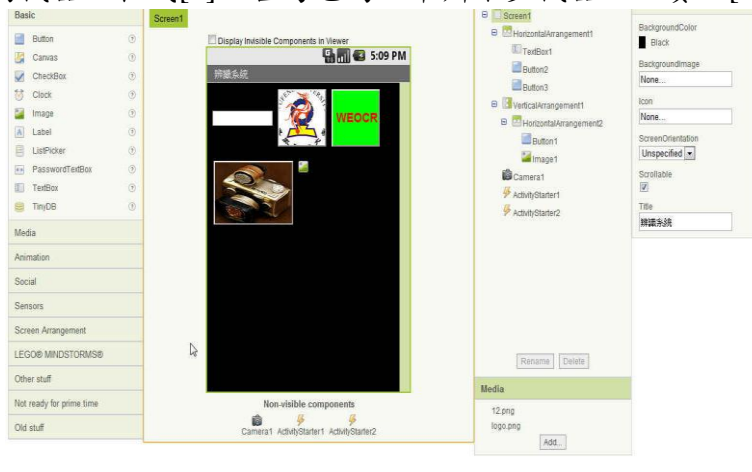 Basic
Button
Canvas
CheckBox
Clock
Image
Label
ListPicker
PasswordTextBox
TextBox
TinyDB
Media
Animation
Social
Sensors
Screen Arrangement
LEGO® MINDSTORMS®
Other stuff
Not ready for prime time
Old stuff
Screen1
Display Invisible Components in Viewer
5:09 PM
辨識系統
WEOCR
Non-visible components
Camera1 ActivityStarter1 ActivityStarter2
Screen1
HorizontalArrangement1
TextBox1
Button2
Button3
VerticalArrangement1
HorizontalArrangement2
Button1
Image1
Camera1
ActivityStarter1
ActivityStarter2
Rename Delete
Media
12.png
logo.png
Add...
BackgroundColor
Black
BackgroundImage
None...
Icon
None...
ScreenOrientation
Unspecified
Scrollable
Title
辨識系統